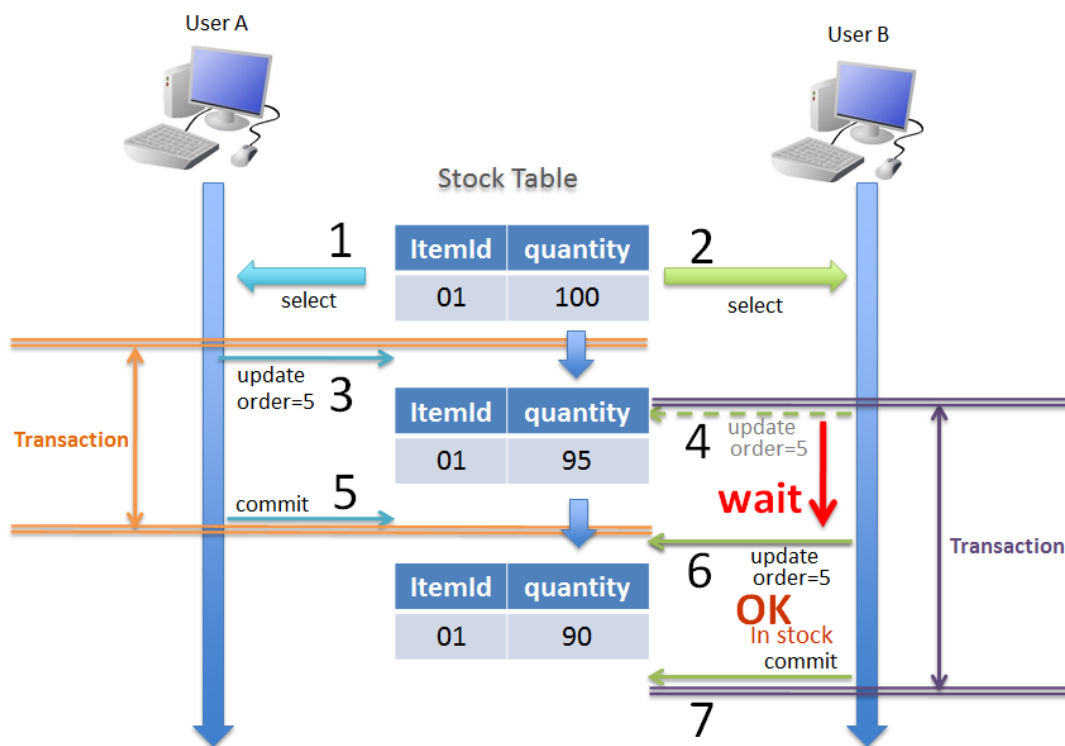 User A
User B
Stock Table
1
ItemId quantity
2
select
01 100
select
update
order=5
3
ItemId quantity
4
update
order=5
Transaction
01 95
commit
5
wait
Transaction
6
update
order=5
ItemId quantity
OK
01 90
In stock
commit
7